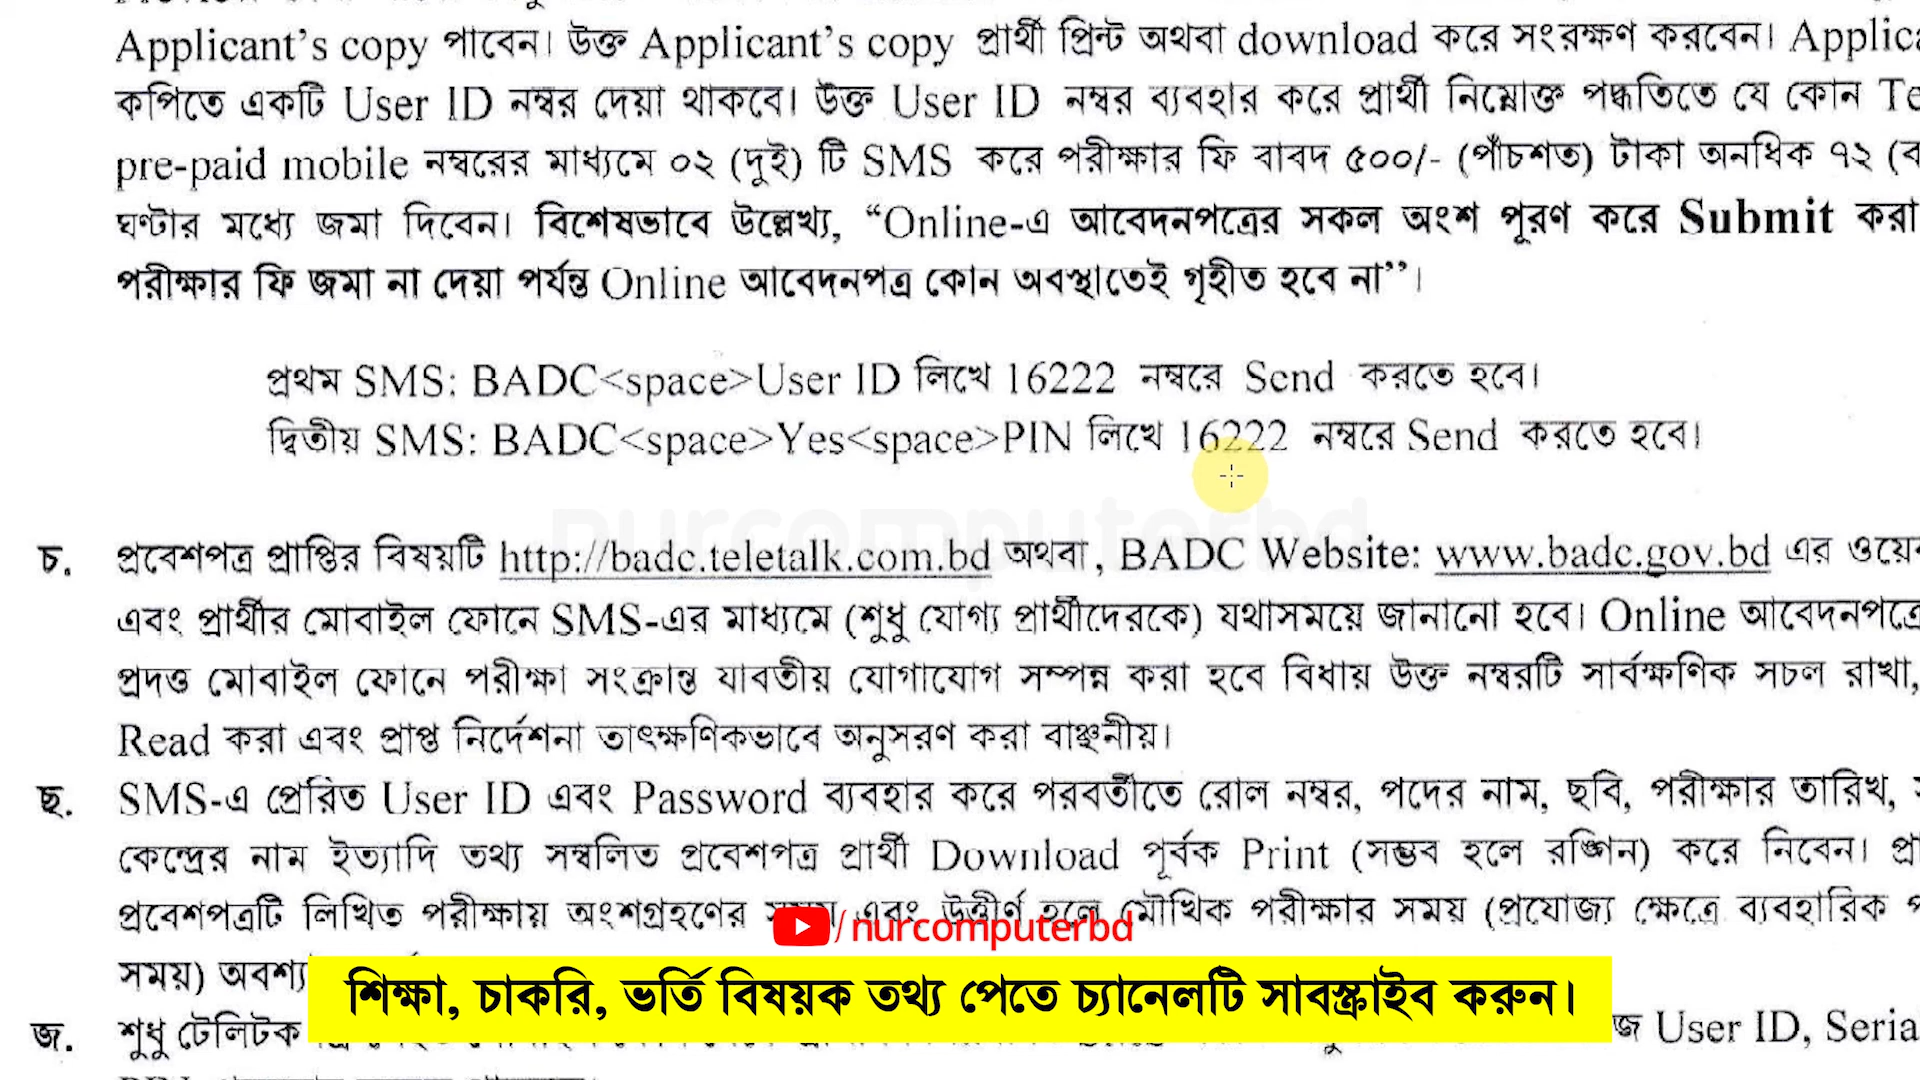 Applicant's copy পাবেন। উক্ত Applicant's copy প্রার্থী প্রিন্ট অথবা download করে সংরক্ষণ করবেন।
কপিতে একটি User ID নম্বর দেয়া থাকবে। উক্ত User ID নম্বর ব্যবহার করে প্রার্থী নিম্নোক্ত পদ্ধতিতে যে কোন
pre-paid mobile নম্বরের মাধ্যমে ০২ (দুই) টি SMS করে পরীক্ষার ফি বাবদ ৫০০/- (পাঁচশত) টাকা অনধিক ৭২
ঘণ্টার মধ্যে জমা দিবেন। বিশেষভাবে উল্লেখ্য, “Online-এ আবেদনপত্রের সকল অংশ পূরণ করে Submit করা
পরীক্ষার ফি জমা না দেয়া পর্যন্ত Online আবেদনপত্র কোন অবস্থাতেই গৃহীত হবে না”।
প্রথম SMS: BADC<space>User ID লিখে 16222 নম্বরে Send করতে হবে।
দ্বিতীয় SMS: BADC<space>Yes<space>PIN লিখে 16222 নম্বরে Send করতে হবে।
nurcomputerbd
চ. প্রবেশপত্র প্রাপ্তির বিষয়টি http://badc.teletalk.com.bd অথবা, BADC Website: www.badc.gov.bd এর
এবং প্রার্থীর মোবাইল ফোনে SMS-এর মাধ্যমে (শুধু যোগ্য প্রার্থীদেরকে) যথাসময়ে জানানো হবে। Online আবেদনপত্রে
প্রদত্ত মোবাইল ফোনে পরীক্ষা সংক্রান্ত যাবতীয় যোগাযোগ সম্পন্ন করা হবে বিধায় উক্ত নম্বরটি সার্বক্ষণিক সচল রাখা,
Read করা এবং প্রাপ্ত নির্দেশনা তাৎক্ষণিকভাবে অনুসরণ করা বাঞ্চনীয়।
ছ. SMS-এ প্রেরিত User ID এবং Password ব্যবহার করে পরবর্তীতে রোল নম্বর, পদের নাম, ছবি, পরীক্ষার তারিখ,
কেন্দ্রের নাম ইত্যাদি তথ্য সম্বলিত প্রবেশপত্র প্রার্থী Download পূর্বক Print (সম্ভব হলে রঙ্গিন) করে নিবেন।
প্রবেশপত্রটি লিখিত পরীক্ষায় অংশগ্রহণের সময় এবং উত্তীর্ণ হলে মৌখিক পরীক্ষার সময় (প্রযোজ্য ক্ষেত্রে ব্যবহারিক
/ nurcomputerbd
সময়)
শিক্ষা, চাকরি, ভর্তি বিষয়ক তথ্য পেতে চ্যানেলটি সাবস্ক্রাইব করুন।
জ. শুধু টেলিটক User ID,